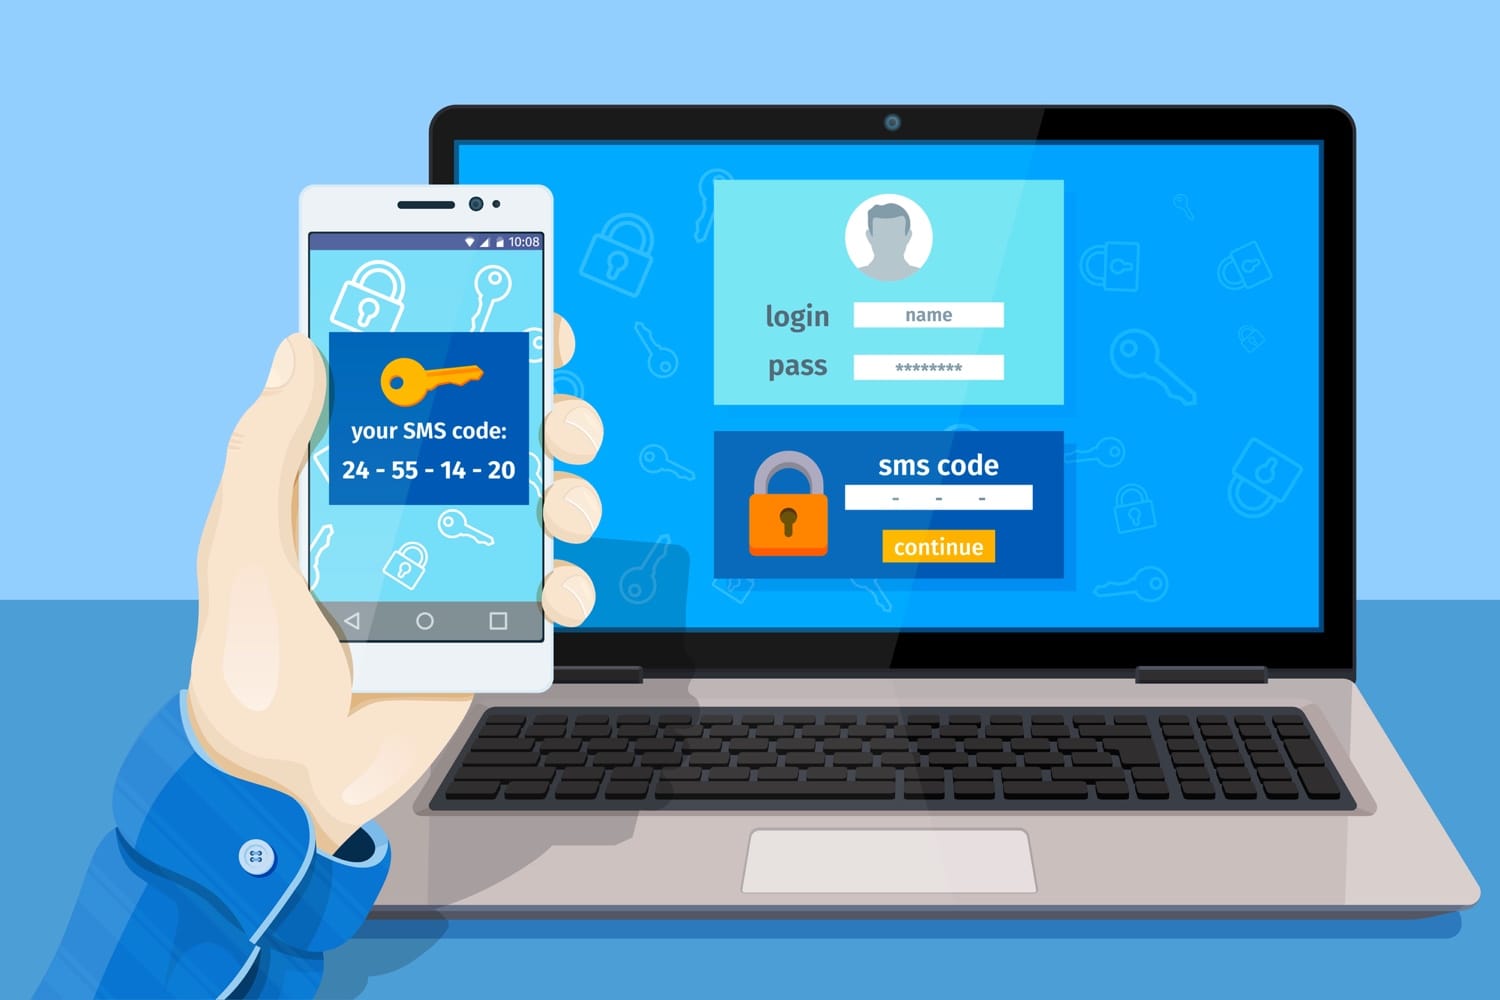 10:08
your SMS code:
24 - 55 - 14 - 20
login
name
pass
********
sms code
- - -
continue